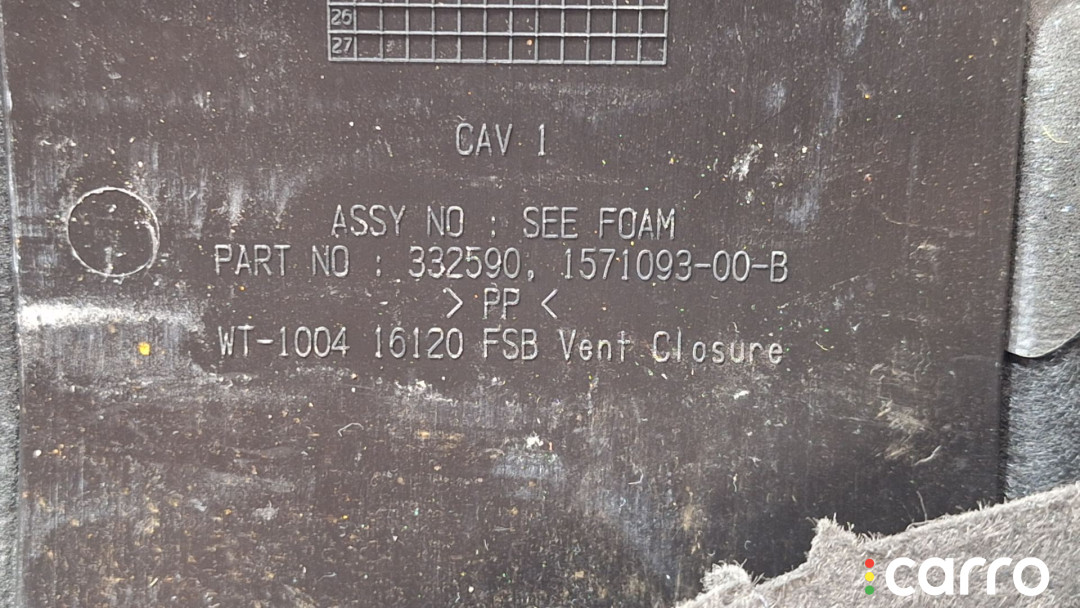 26
27
CAV 1
ASSY NO : SEE FOAM
PART NO : 332590, 1571093-00-B
> PP <
WT-1004 16120 FSB Vent Closure
carro